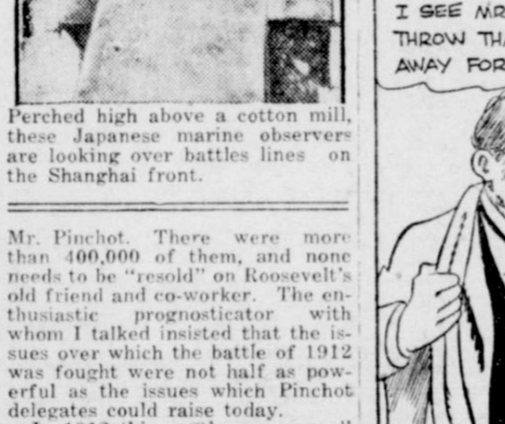 Perched high above a cotton mill,
these Japanese marine observers
are looking over battles lines on
the Shanghai front.
Mr. Pinchot. There were more
than 400,000 of them, and none
needs to be "resold" on Roosevelt's
old friend and co-worker. The en-
thusiastic prognosticator with
whom I talked insisted that the is-
sues over which the battle of 1912
was fought were not half as pow-
erful as the issues which Pinchot
delegates could raise today.
I SEE MR
THROW TH
AWAY FOR